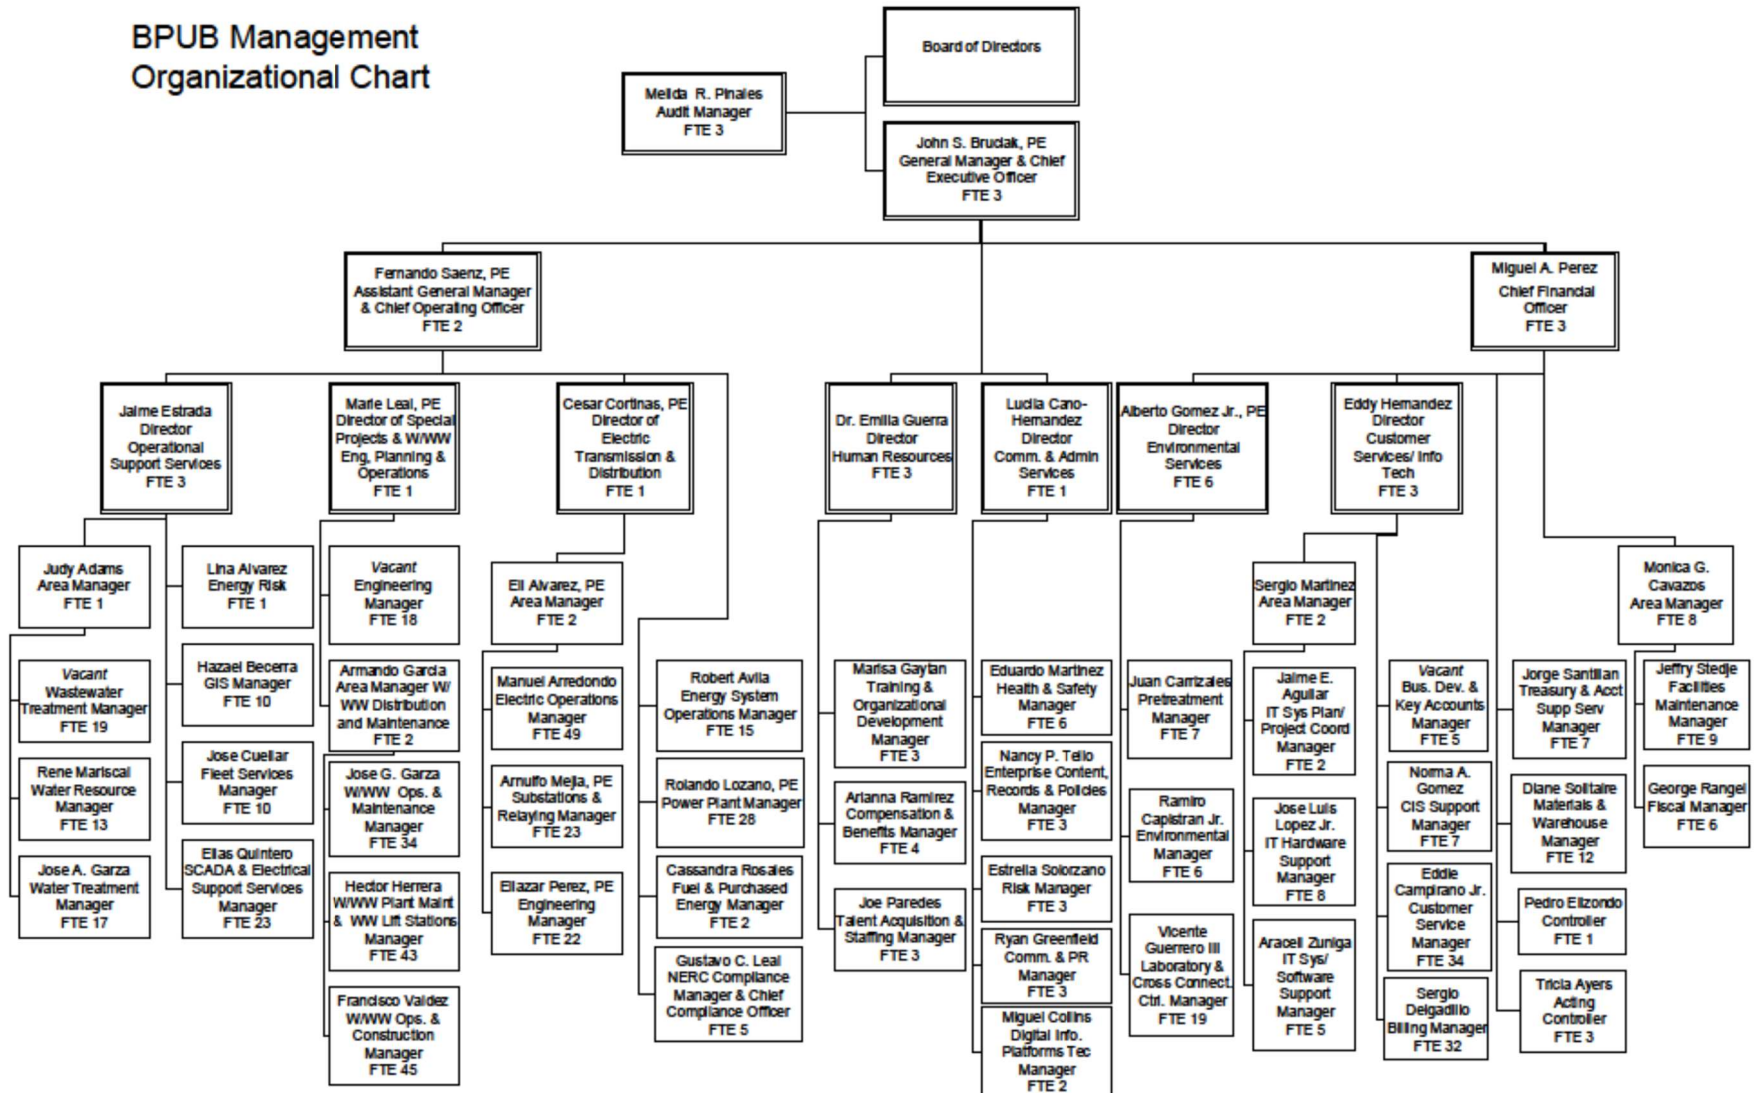 BPUB Management
Organizational Chart
Board of Directors
Melida R. Pinales
Audit Manager
FTE 3
John S. Bruciak, PE
General Manager & Chief
Executive Officer
FTE 3
Fernando Saenz, PE
Assistant General Manager
& Chief Operating Officer
FTE 2
Miguel A. Perez
Chief Financial
Officer
FTE 3
Jaime Estrada
Director
Operational
Support Services
FTE 3
Marie Leal, PE
Director of Special
Projects & W/WW
Eng, Planning &
Operations
FTE 1
Cesar Cortinas, PE
Director of
Electric
Transmission &
Distribution
FTE 1
Dr. Emilia Guerra
Director
Human Resources
FTE 3
Lucila Cano-
Hernandez
Director
Comm. & Admin
Services
FTE 1
Alberto Gomez Jr., PE
Director
Environmental
Services
FTE 6
Eddy Hernandez
Director
Customer
Services/ Info
Tech
FTE 3
Judy Adams
Area Manager
FTE 1
Vacant
Wastewater
Treatment Manager
FTE 19
Rene Mariscal
Water Resource
Manager
FTE 13
Jose A. Garza
Water Treatment
Manager
FTE 17
Lina Alvarez
Energy Risk
FTE 1
Hazael Becerra
GIS Manager
FTE 10
Jose Cuellar
Fleet Services
Manager
FTE 10
Elias Quintero
SCADA & Electrical
Support Services
Manager
FTE 23
Vacant
Engineering
Manager
FTE 18
Armando Garcia
Area Manager W/
WW Distribution
and Maintenance
FTE 2
Jose G. Garza
W/WW Ops. &
Maintenance
Manager
FTE 34
Hector Herrera
W/WW Plant Maint
& WW Lift Stations
Manager
FTE 43
Francisco Valdez
W/WW Ops. &
Construction
Manager
FTE 45
Eli Alvarez, PE
Area Manager
FTE 2
Manuel Arredondo
Electric Operations
Manager
FTE 49
Arnulfo Mejia, PE
Substations &
Relaying Manager
FTE 23
Eliazar Perez, PE
Engineering
Manager
FTE 22
Robert Avila
Energy System
Operations Manager
FTE 15
Rolando Lozano, PE
Power Plant Manager
FTE 28
Cassandra Rosales
Fuel & Purchased
Energy Manager
FTE 2
Gustavo C. Leal
NERC Compliance
Manager & Chief
Compliance Officer
FTE 5
Marisa Gaytan
Training &
Organizational
Development
Manager
FTE 3
Arianna Ramirez
Compensation &
Benefits Manager
FTE 4
Joe Paredes
Talent Acquisition &
Staffing Manager
FTE 3
Eduardo Martinez
Health & Safety
Manager
FTE 6
Nancy P. Tello
Enterprise Content,
Records & Policies
Manager
FTE 3
Estrella Solorzano
Risk Manager
FTE 3
Ryan Greenfield
Comm. & PR
Manager
FTE 3
Miguel Collins
Digital Info.
Platforms Tec
Manager
FTE 2
Juan Carrizales
Pretreatment
Manager
FTE 7
Ramiro
Capistran Jr.
Environmental
Manager
FTE 6
Vicente
Guerrero III
Laboratory &
Cross Connect.
Ctrl. Manager
FTE 19
Sergio Martinez
Area Manager
FTE 2
Jaime E.
Aguilar
IT Sys Plan/
Project Coord
Manager
FTE 2
Jose Luis
Lopez Jr.
IT Hardware
Support
Manager
FTE 8
Araceli Zuniga
IT Sys/
Software
Support
Manager
FTE 5
Vacant
Bus. Dev. &
Key Accounts
Manager
FTE 5
Norma A.
Gomez
CIS Support
Manager
FTE 7
Eddie
Campirano Jr.
Customer
Service
Manager
FTE 34
Sergio
Delgadillo
Billing Manager
FTE 32
Jorge Santillan
Treasury & Acct
Supp Serv
Manager
FTE 7
Diane Solitaire
Materials &
Warehouse
Manager
FTE 12
Pedro Elizondo
Controller
FTE 1
Tricia Ayers
Acting
Controller
FTE 3
Monica G.
Cavazos
Area Manager
FTE 8
Jeffry Stedje
Facilities
Maintenance
Manager
FTE 9
George Rangel
Fiscal Manager
FTE 6